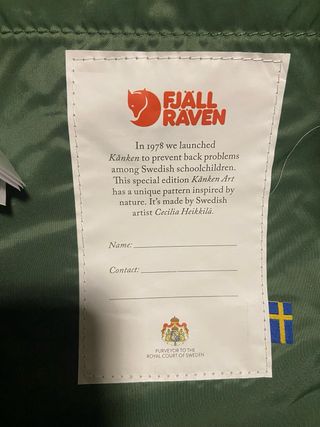 FJÄLL
RÄVEN
In 1978 we launched
Kånken to prevent back problems
among Swedish schoolchildren.
This special edition Kånken Art
has a unique pattern inspired by
nature. It's made by Swedish
artist Cecilia Heikkilä.
Name:
Contact:
PURVEYOR TO THE
ROYAL COURT OF SWEDEN